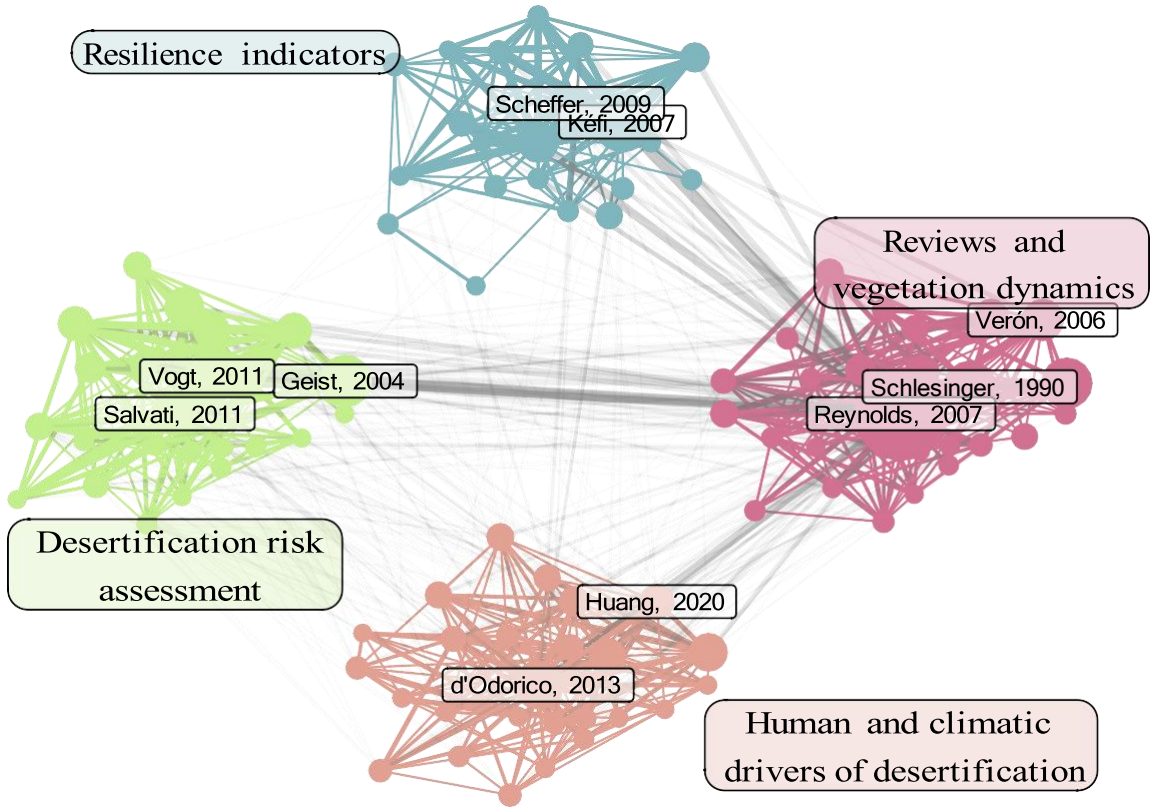 Resilience indicators
Scheffer, 2009
Kéfi, 2007
Reviews and
vegetation dynamics
Verón, 2006
Vogt, 2011
Geist, 2004
Schlesinger, 1990
Salvati, 2011
Reynolds, 2007
Desertification risk
assessment
Huang, 2020
d'Odorico, 2013
Human and climatic
drivers of desertification